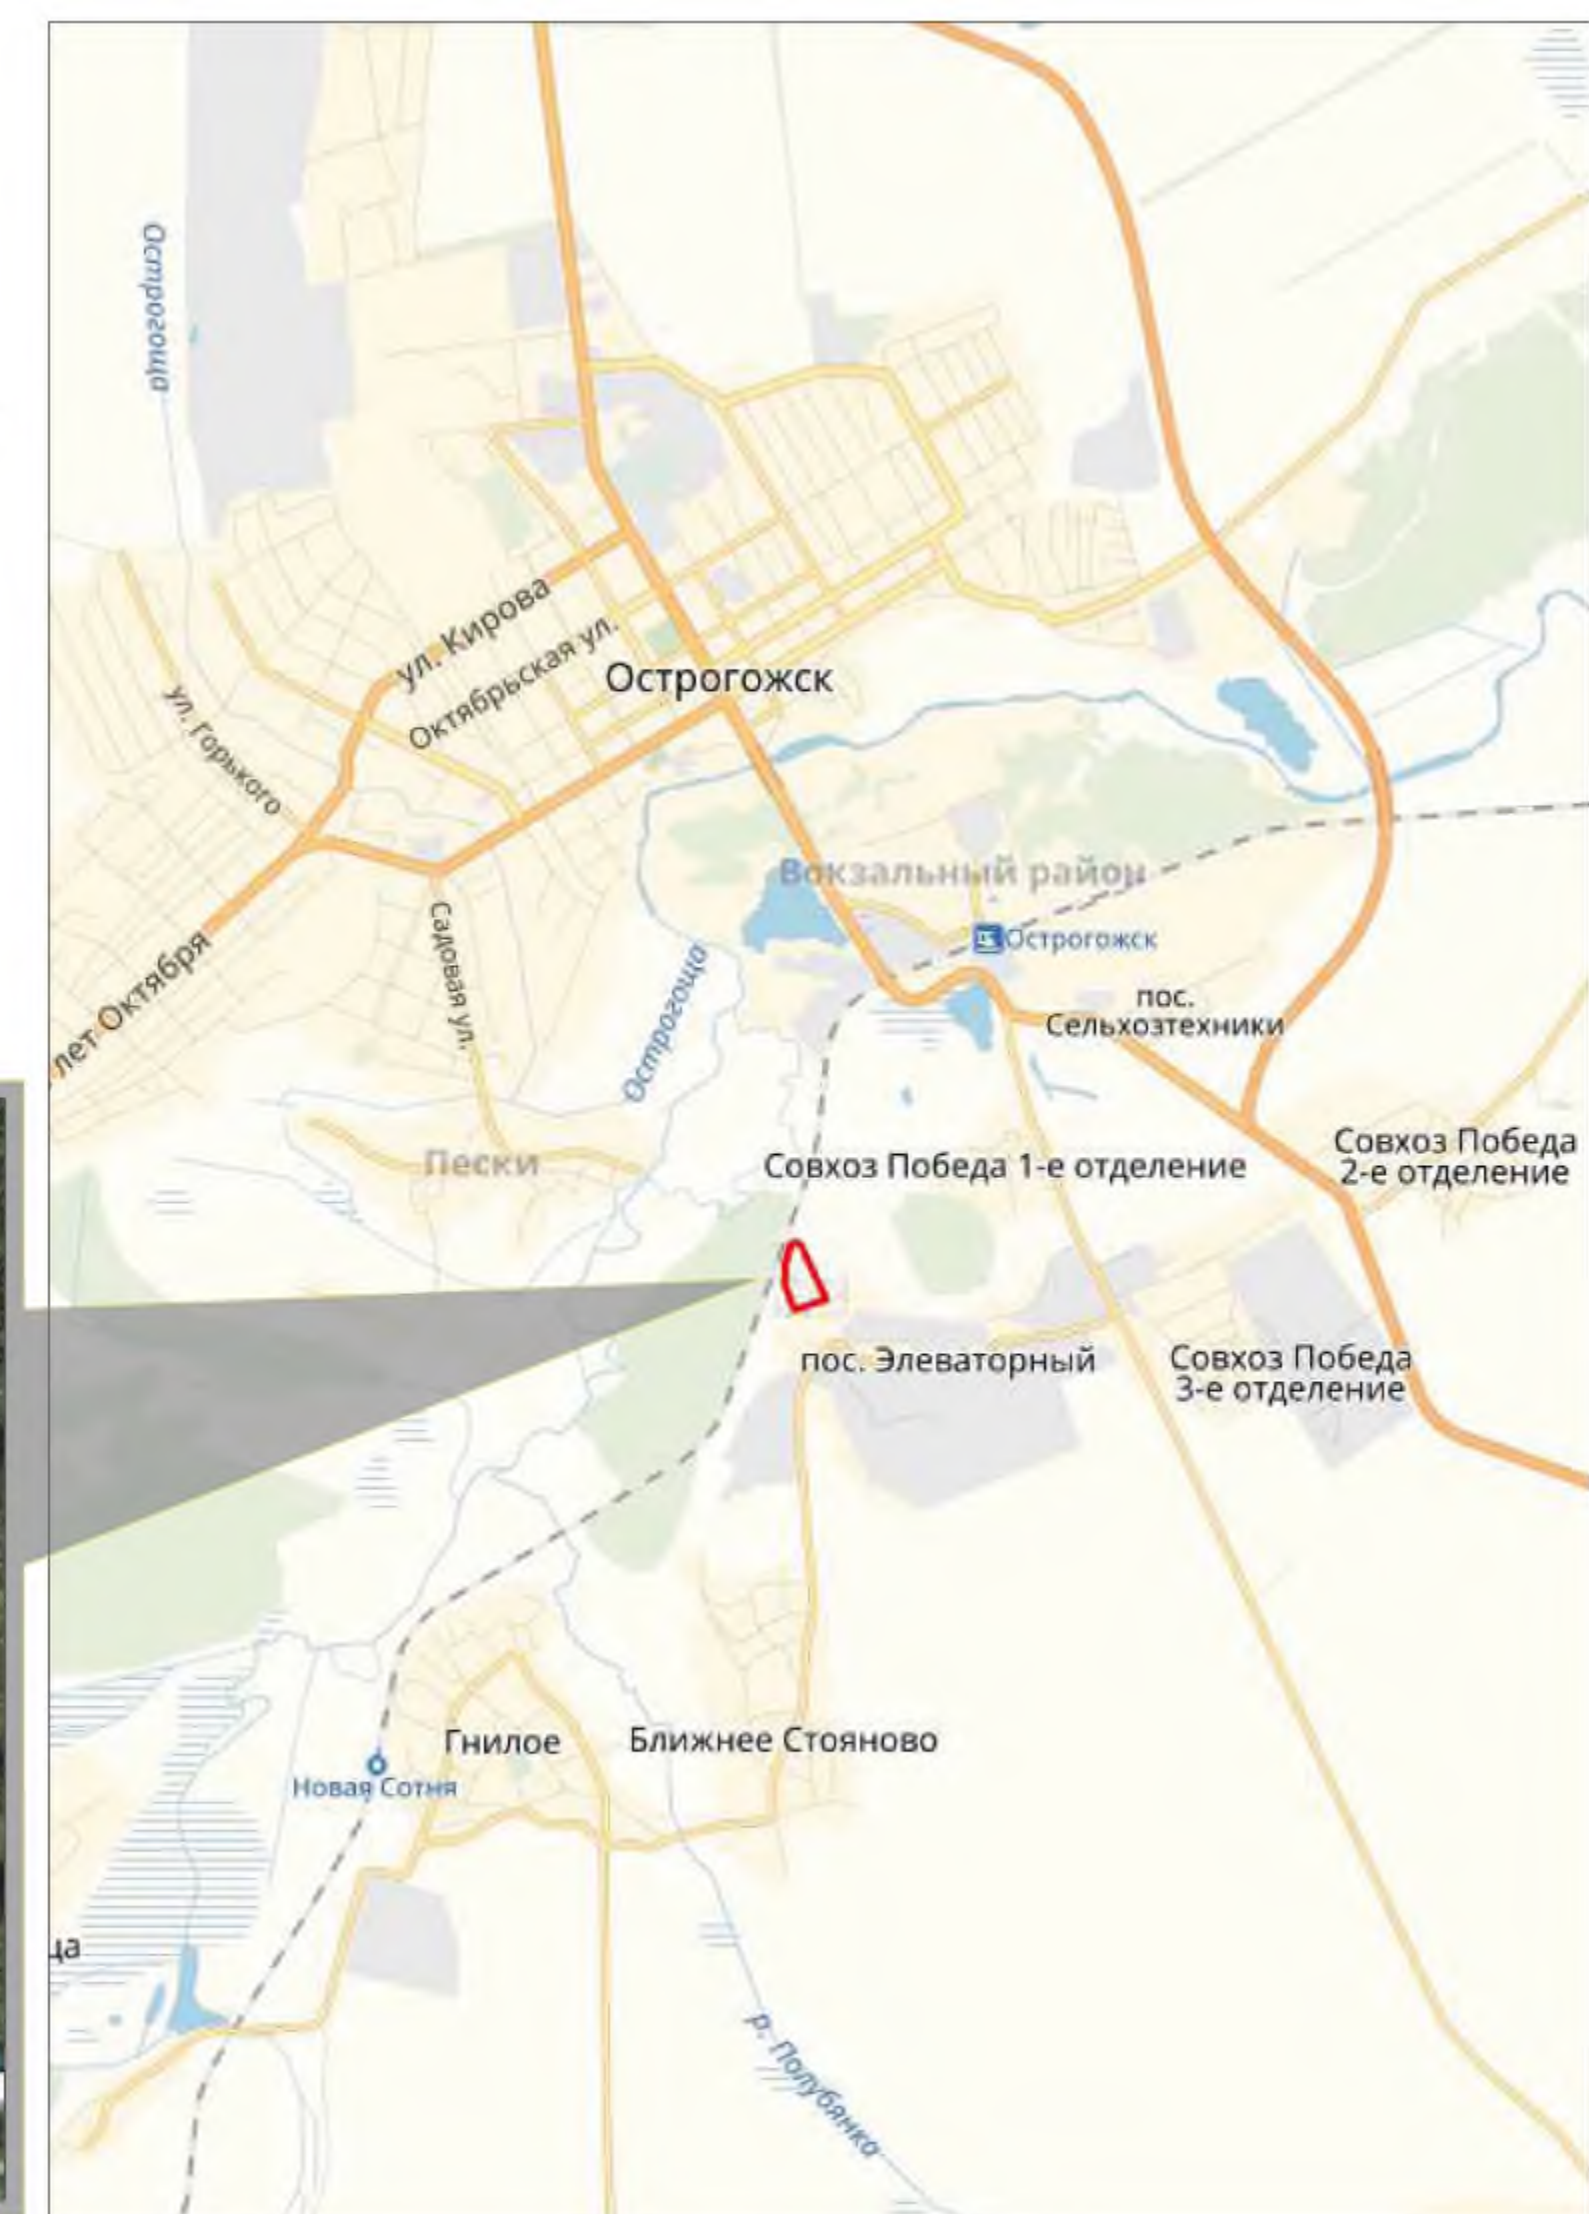 Острогоща
ул. Кирова
Октябрьская ул.
Острогожск
ул. Горького
Вокзальный район
Острогожск
лет Октября
Садовая ул.
Острогоща
пос.
Сельхозтехники
Пески
Совхоз Победа 1-е отделение
Совхоз Победа
2-е отделение
пос. Элеваторный
Совхоз Победа
3-е отделение
Гнилое
Ближнее Стояново
Новая Сотня
ца
р. Полубянка